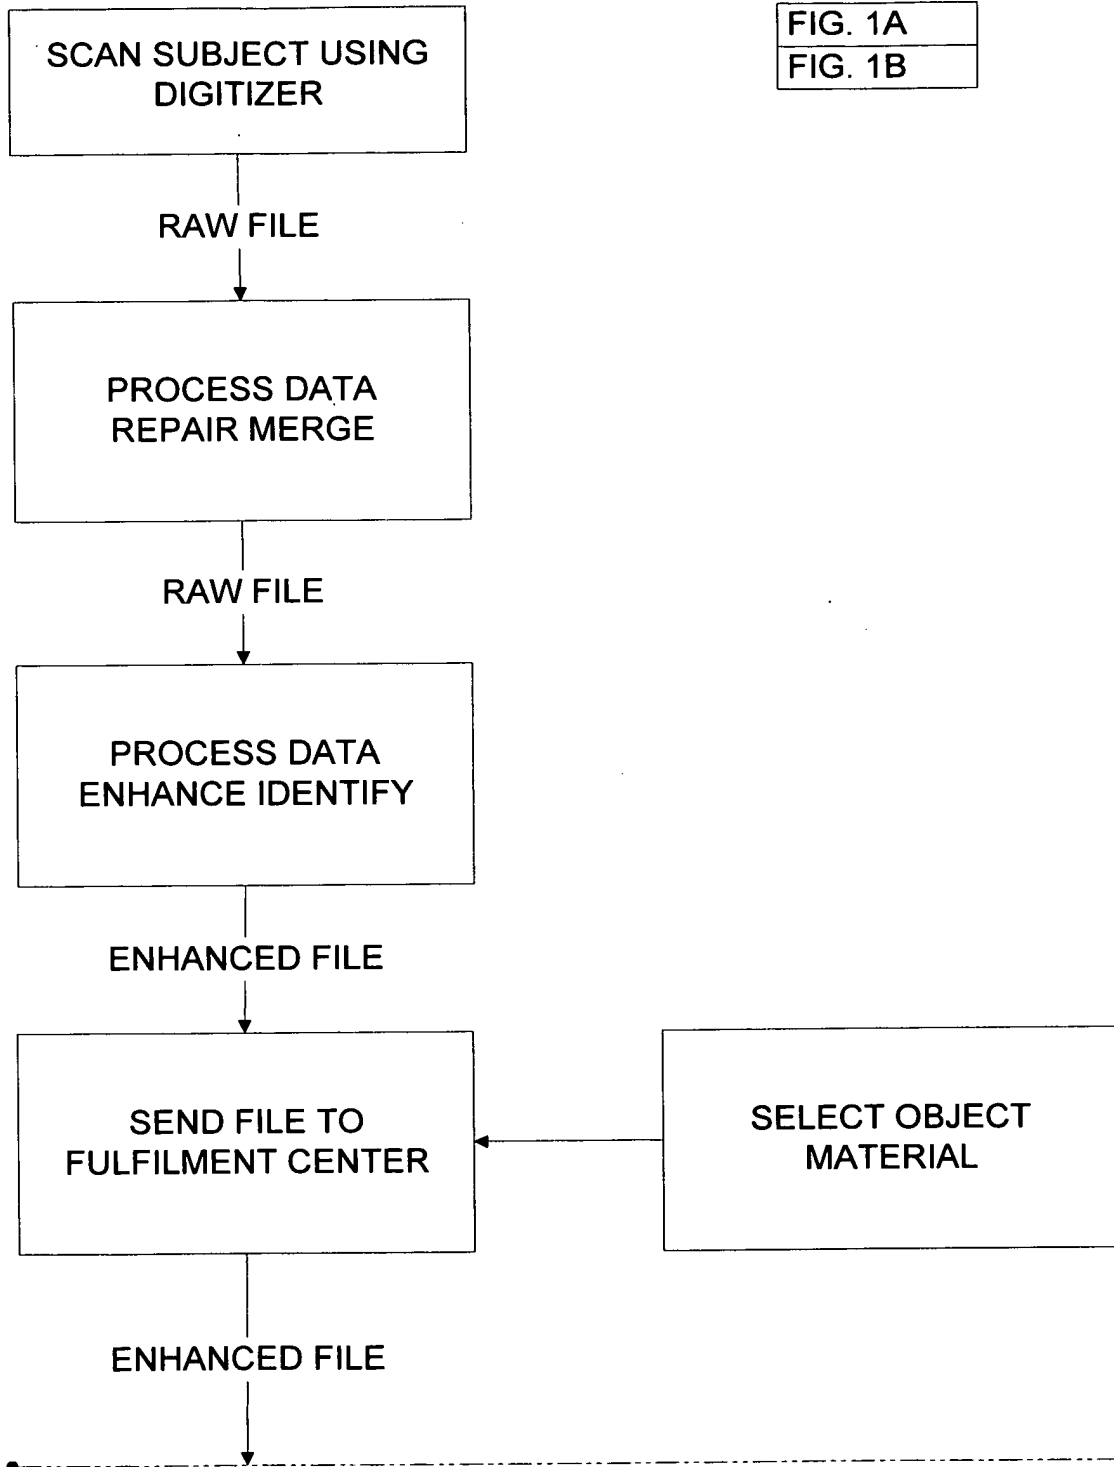 SCAN SUBJECT USING
DIGITIZER
FIG. 1A
FIG. 1B
RAW FILE
PROCESS DATA
REPAIR MERGE
RAW FILE
PROCESS DATA
ENHANCE IDENTIFY
ENHANCED FILE
SEND FILE TO
FULFILMENT CENTER
SELECT OBJECT
MATERIAL
ENHANCED FILE